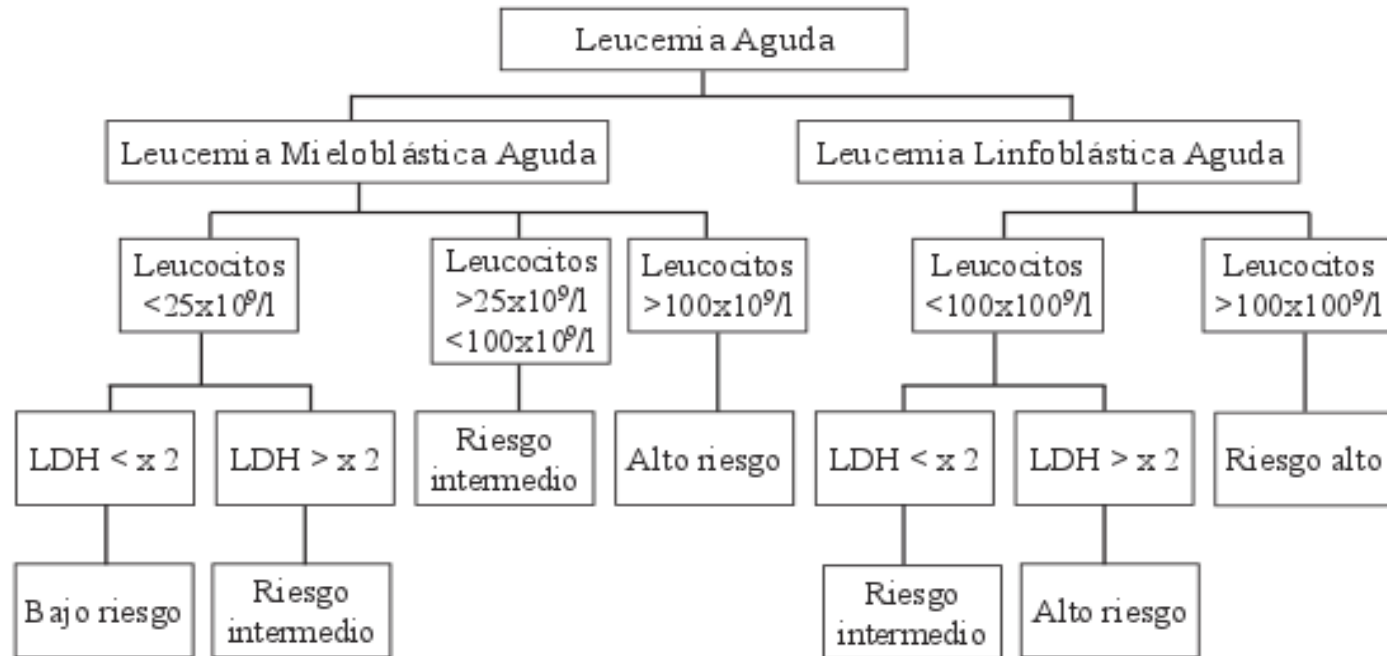 Leucemia Aguda
Leucemia Mieloblástica Aguda
Leucemia Linfoblástica Aguda
Leucocitos
<25x10⁹/l
Leucocitos
>25x10⁹/l
<100x10⁹/l
Leucocitos
>100x10⁹/l
Leucocitos
<100x100⁹/l
Leucocitos
>100x100⁹/l
LDH < x 2
LDH > x 2
Riesgo
intermedio
Alto riesgo
LDH < x 2
LDH > x 2
Riesgo alto
Bajo riesgo
Riesgo
intermedio
Riesgo
intermedio
Alto riesgo